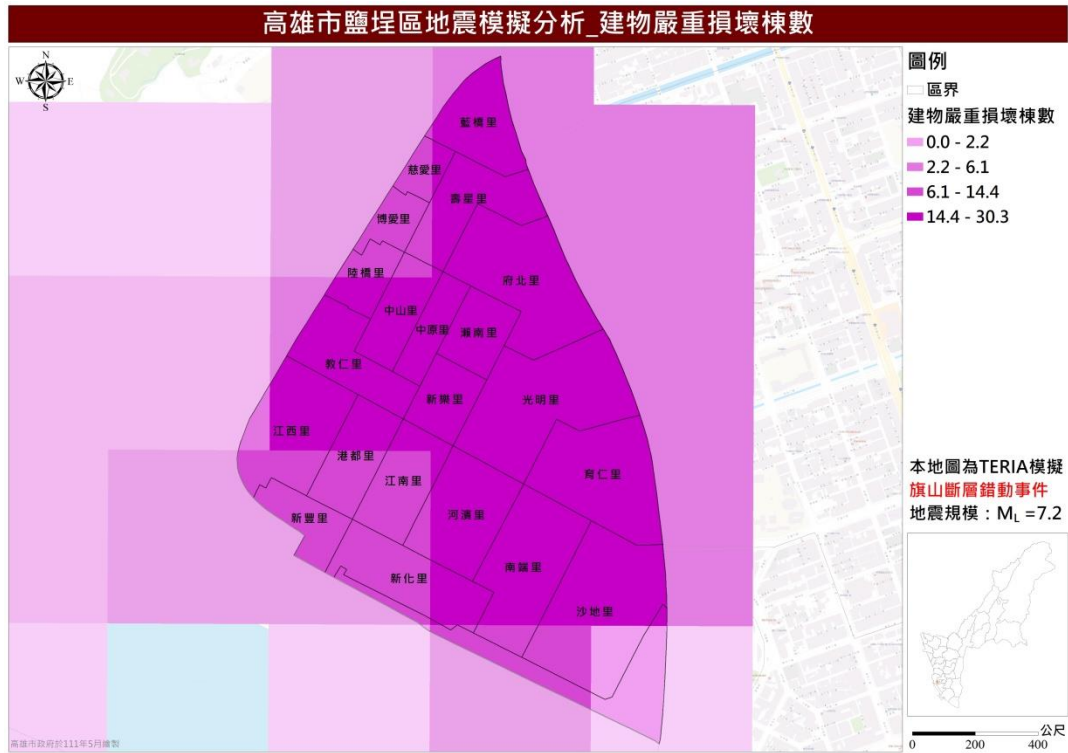 高雄市鹽埕區地震模擬分析_建物嚴重損壞棟數
N
W
E
S
圖例
區界
建物嚴重損壞棟數
0.0 - 2.2
2.2 - 6.1
6.1 - 14.4
14.4 - 30.3
藍橋里
慈愛里
壽星里
博愛里
陸橋里
府北里
中山里
中原里
瀨南里
教仁里
新樂里
光明里
江西里
港都里
江南里
育仁里
新豐里
河濱里
南端里
新化里
沙地里
本地圖為TERIA模擬
旗山斷層錯動事件
地震規模：ML =7.2
公尺
0 200 400
高雄市政府於111年5月繪製